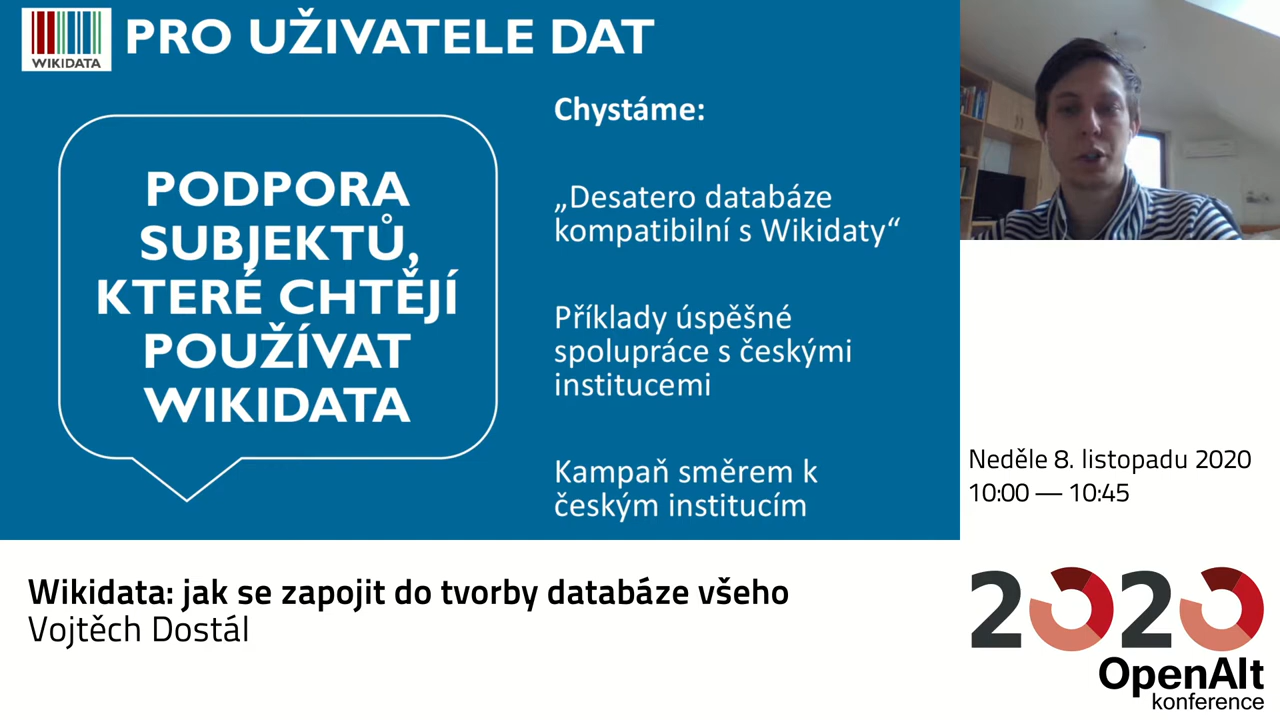 WIKIDATA
PRO UŽIVATELE DAT
PODPORA
SUBJEKTŮ,
KTERÉ CHTĚJÍ
POUŽÍVAT
WIKIDATA
Chystáme:
„Desatero databáze
kompatibilní s Wikidaty“
Příklady úspěšné
spolupráce s českými
institucemi
Kampaň směrem k
českým institucím
Neděle 8. listopadu 2020
10:00 — 10:45
Wikidata: jak se zapojit do tvorby databáze všeho
Vojtěch Dostál
2020
OpenAlt
konference